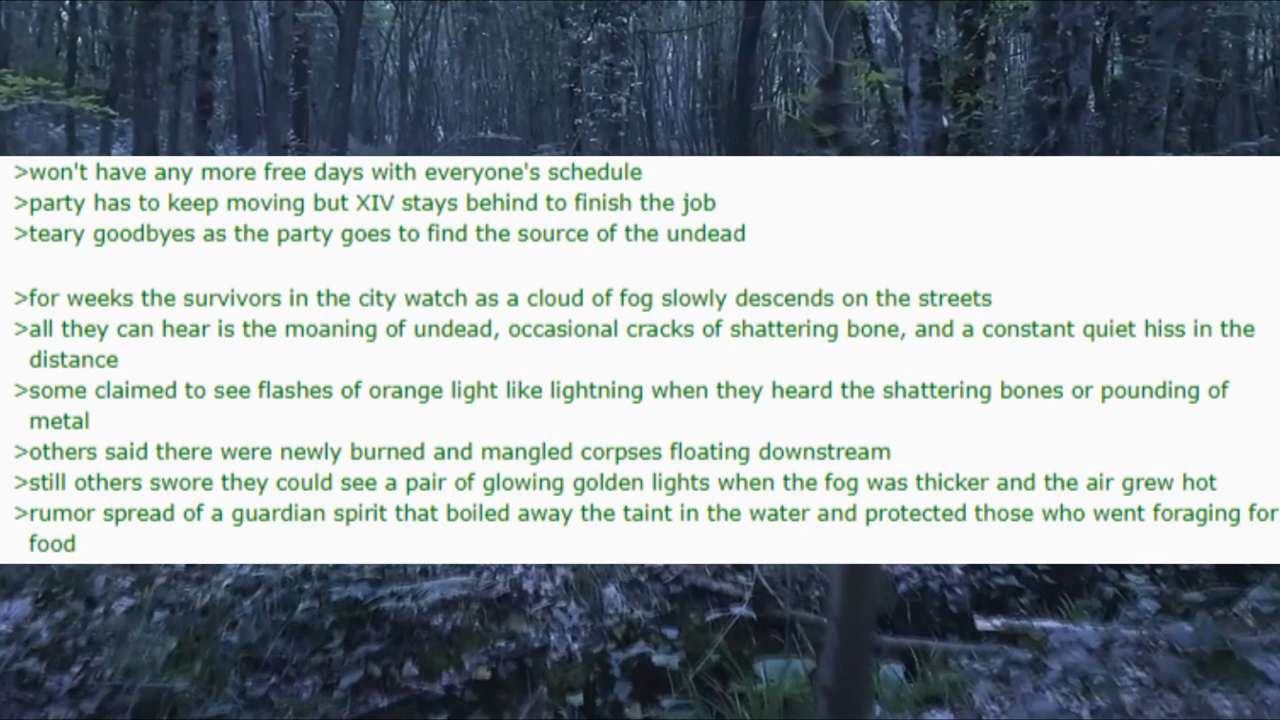 >won't have any more free days with everyone's schedule
>party has to keep moving but XIV stays behind to finish the job
>teary goodbyes as the party goes to find the source of the undead
>for weeks the survivors in the city watch as a cloud of fog slowly descends on the streets
>all they can hear is the moaning of undead, occasional cracks of shattering bone, and a constant quiet hiss in the
distance
>some claimed to see flashes of orange light like lightning when they heard the shattering bones or pounding of
metal
>others said there were newly burned and mangled corpses floating downstream
>still others swore they could see a pair of glowing golden lights when the fog was thicker and the air grew hot
>rumor spread of a guardian spirit that boiled away the taint in the water and protected those who went foraging for
food